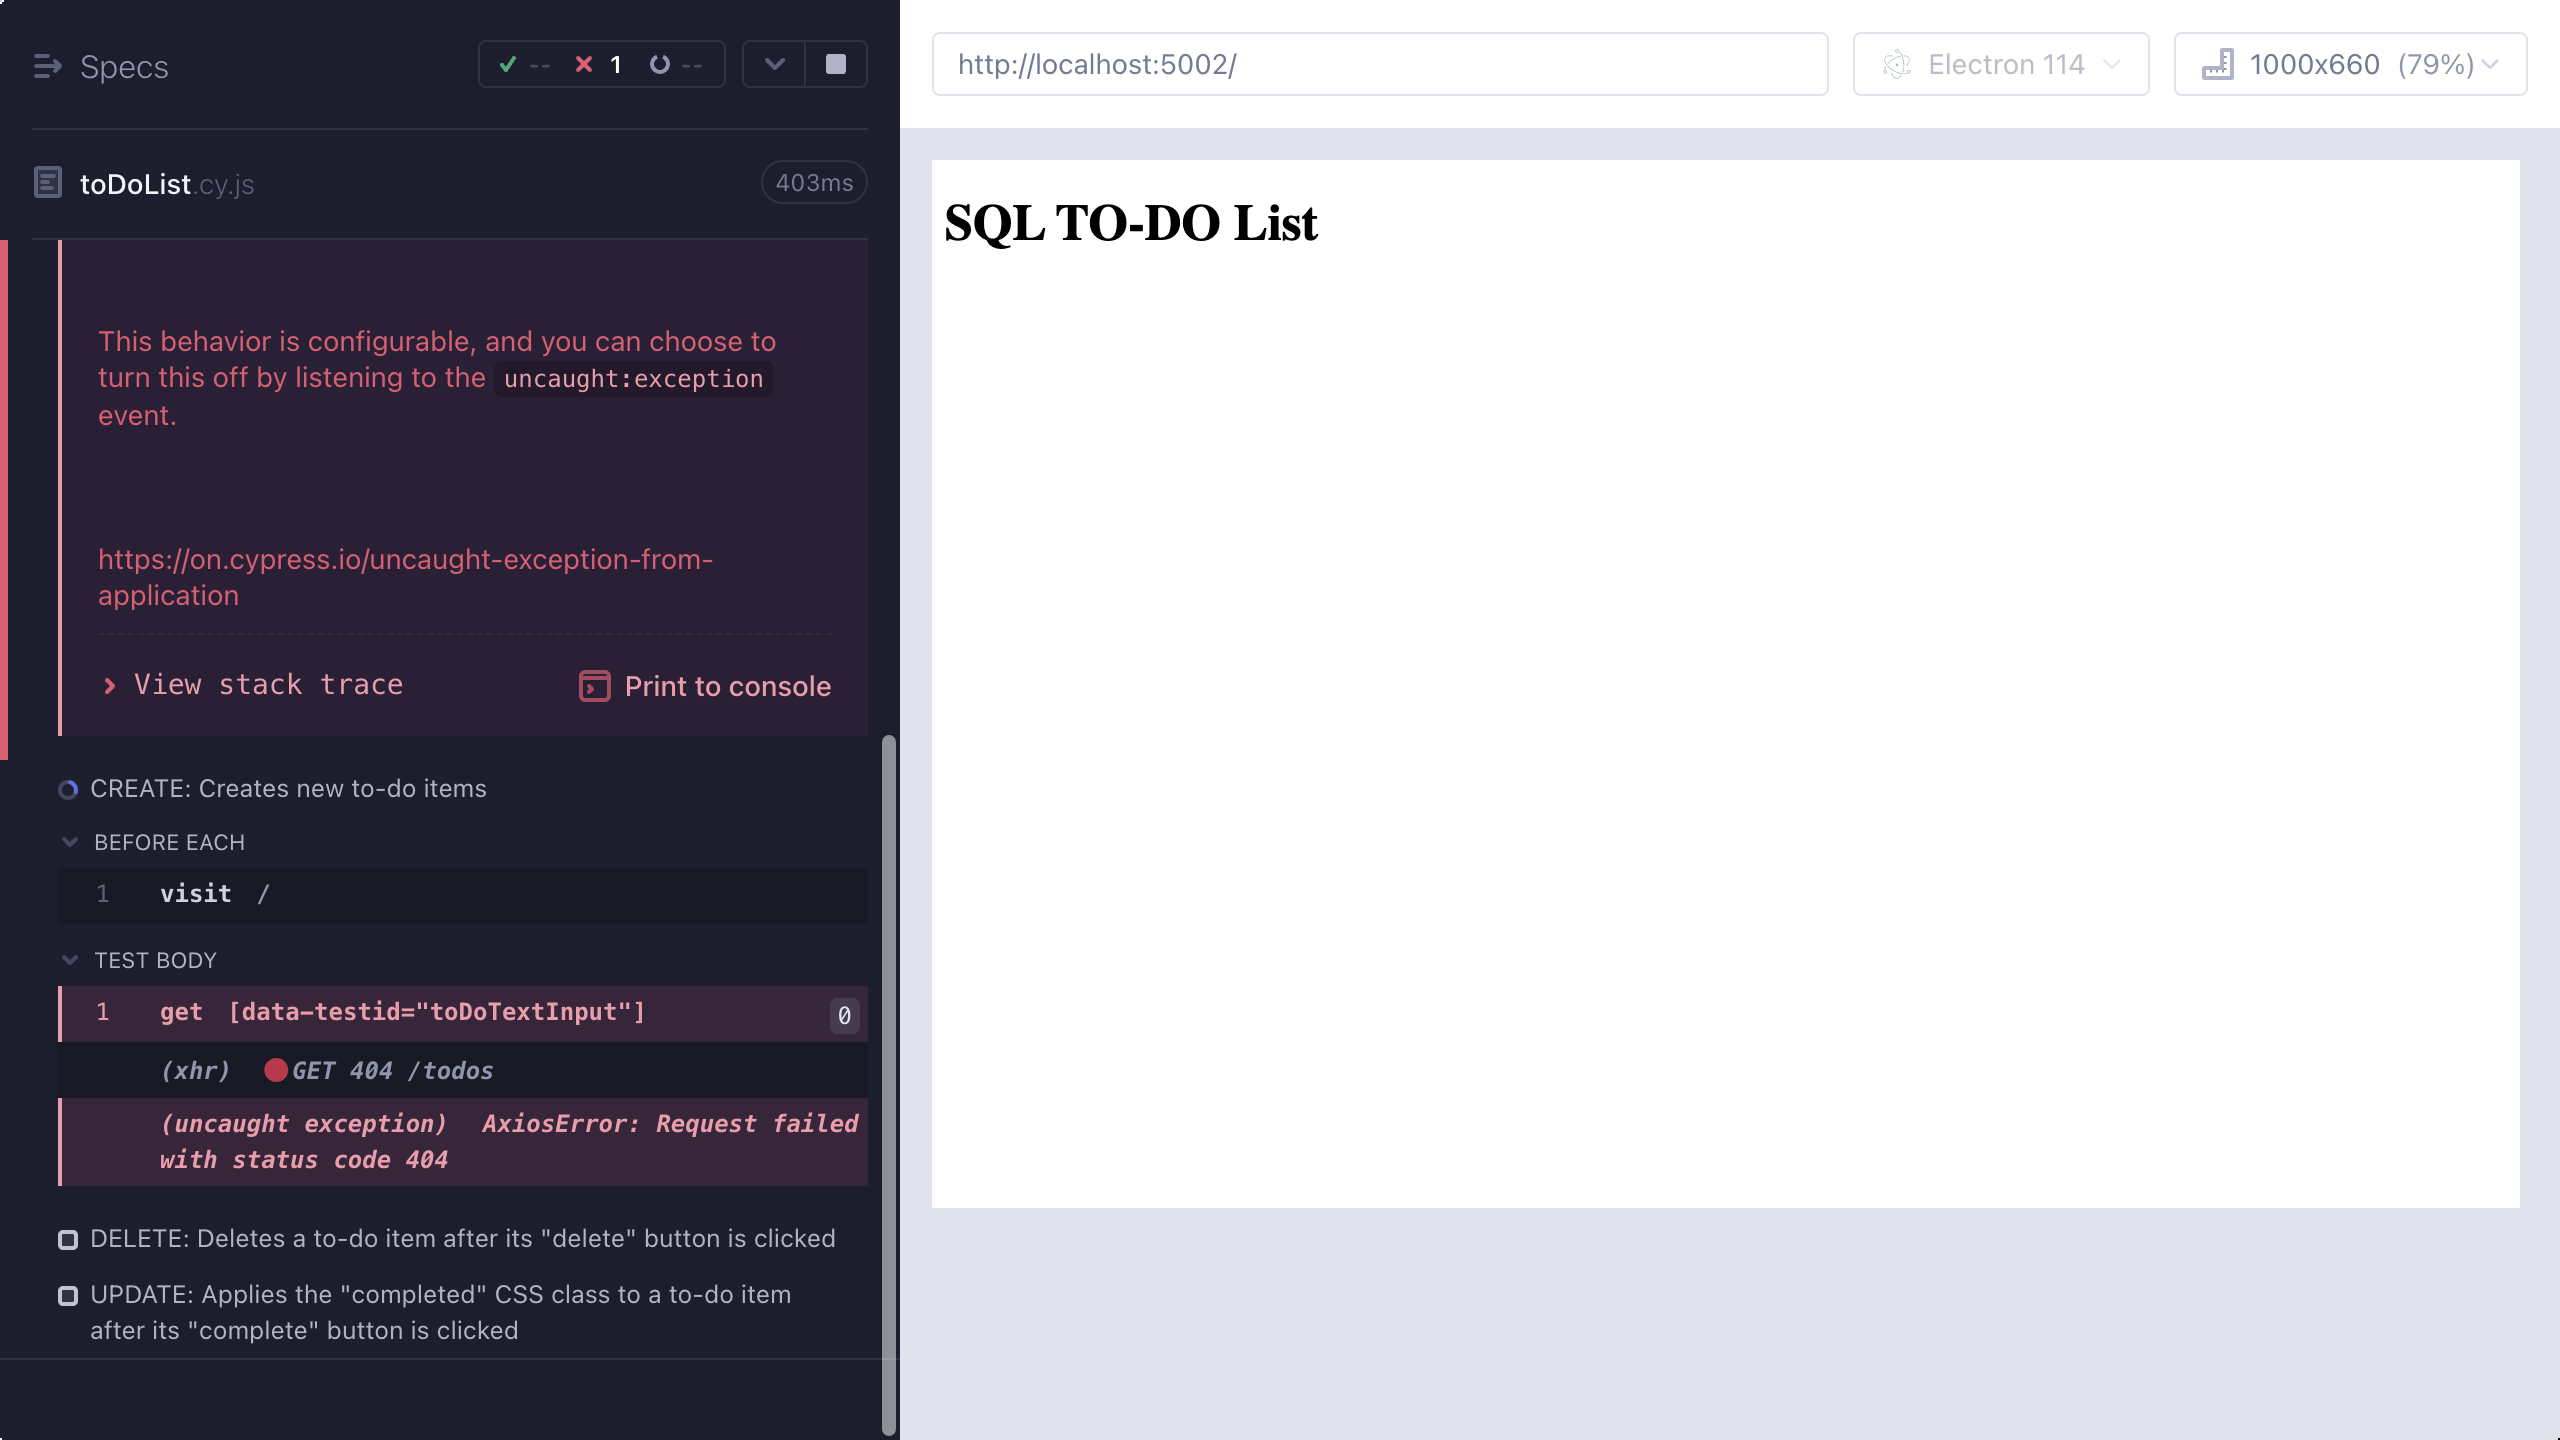 Specs
-- 1 --
toDoList.cy.js
403ms
This behavior is configurable, and you can choose to
turn this off by listening to the uncaught:exception
event.
https://on.cypress.io/uncaught-exception-from-
application
View stack trace
Print to console
CREATE: Creates new to-do items
BEFORE EACH
1 visit /
TEST BODY
1 get [data-testid="toDoTextInput"] 0
(xhr) GET 404 /todos
(uncaught exception) AxiosError: Request failed
with status code 404
DELETE: Deletes a to-do item after its "delete" button is clicked
UPDATE: Applies the "completed" CSS class to a to-do item
after its "complete" button is clicked
http://localhost:5002/
Electron 114
1000x660 (79%)
SQL TO-DO List